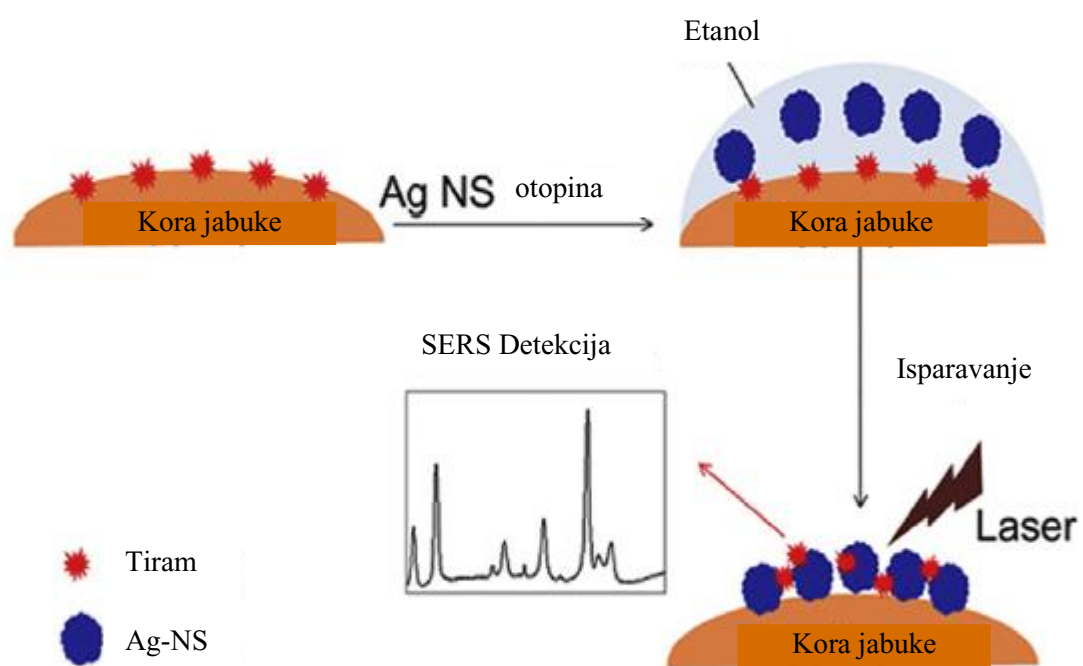 Etanol
Kora jabuke
Ag NS otopina
Kora jabuke
SERS Detekcija
Isparavanje
Laser
Tiram
Ag-NS
Kora jabuke